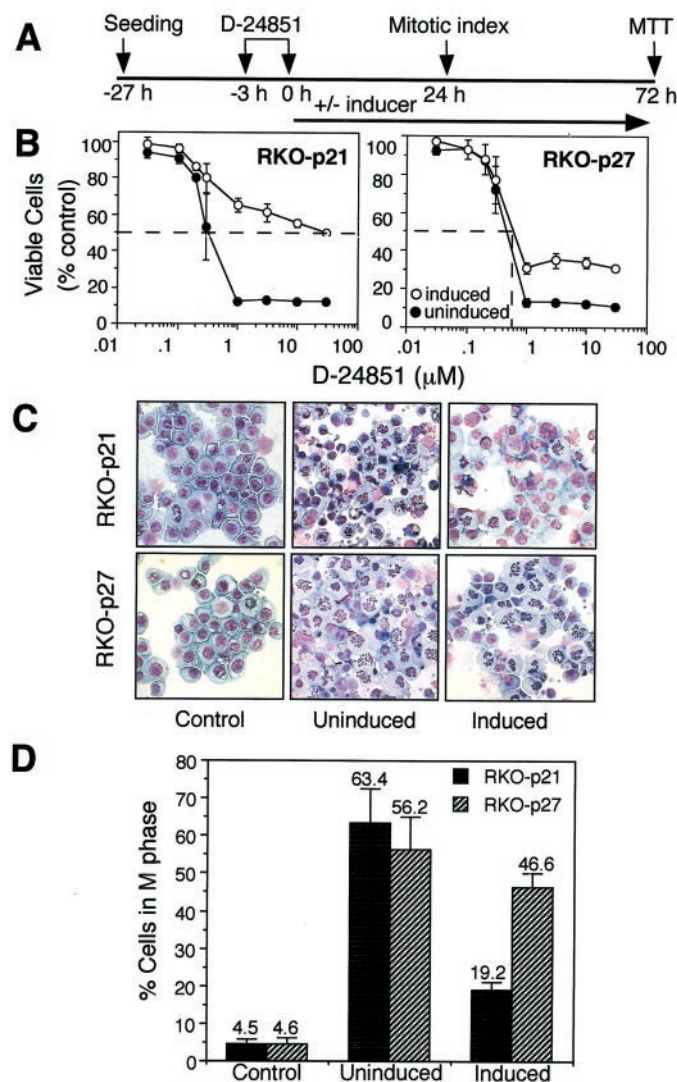 A
Seeding D-24851 Mitotic index MTT
-27 h -3 h 0 h 24 h 72 h
+/- inducer
B
Viable Cells
(% control)
100
80
60
40
20
0
RKO-p21
.01 .1 1 10 100
100
80
60
40
20
0
RKO-p27
induced
uninduced
.01 .1 1 10 100
D-24851 (μM)
C
RKO-p21
RKO-p27
Control Uninduced Induced
D
% Cells in M phase
80
70
60
50
40
30
20
10
0
RKO-p21
RKO-p27
4.5 4.6
63.4 56.2
19.2 46.6
Control Uninduced Induced